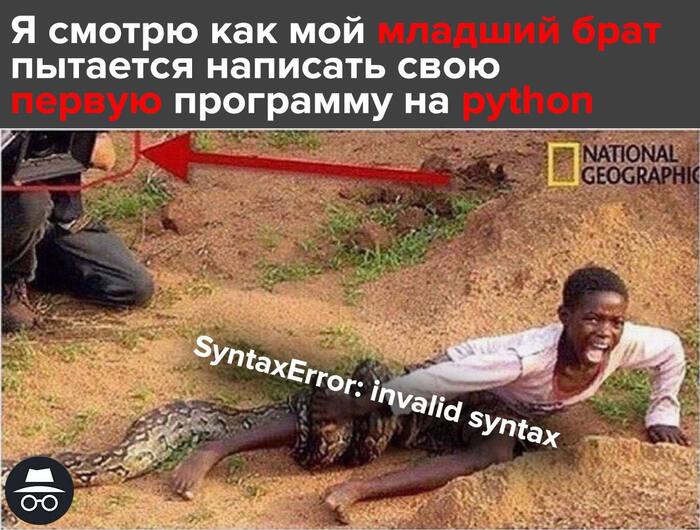 Я смотрю как мой младший брат
пытается написать свою
первую программу на python
NATIONAL
GEOGRAPHIC
SyntaxError: invalid syntax